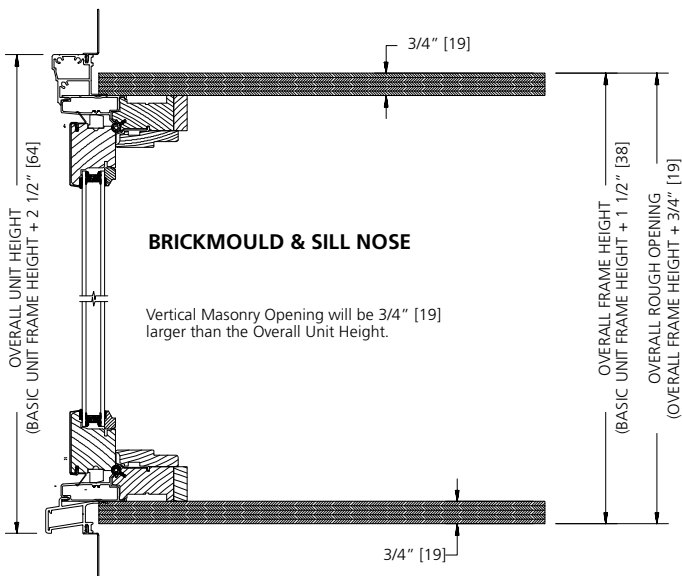 3/4" [19]
OVERALL UNIT HEIGHT
(BASIC UNIT FRAME HEIGHT + 2 1/2" [64]
BRICKMOULD & SILL NOSE
Vertical Masonry Opening will be 3/4" [19]
larger than the Overall Unit Height.
OVERALL FRAME HEIGHT
(BASIC UNIT FRAME HEIGHT + 1 1/2" [38]
OVERALL ROUGH OPENING
(OVERALL FRAME HEIGHT + 3/4" [19]
3/4" [19]